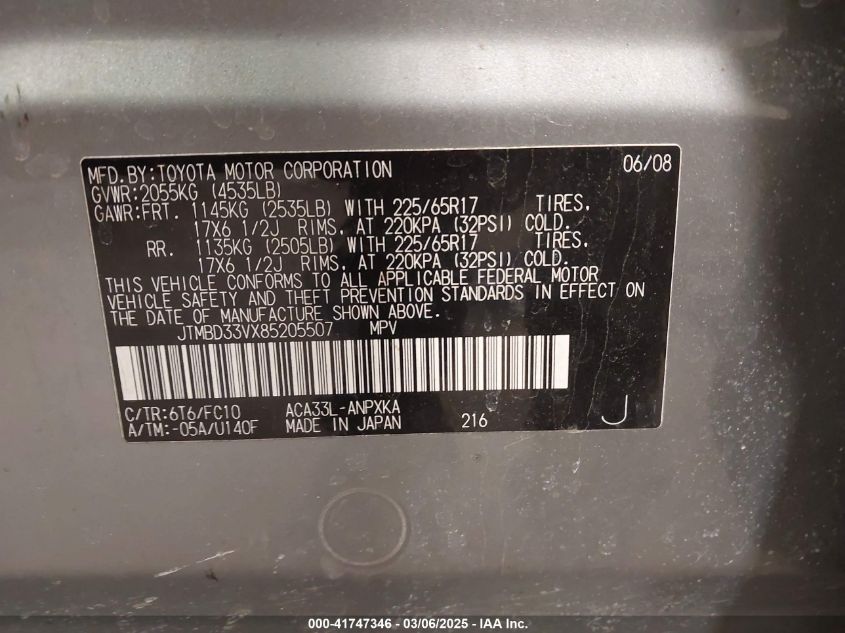 MFD.BY:TOYOTA MOTOR CORPORATION 06/08
GVWR:2055KG (4535LB)
GAWR:FRT. 1145KG (2535LB) WITH 225/65R17 TIRES,
17X6 1/2J RIMS, AT 220KPA (32PSI) COLD.
RR. 1135KG (2505LB) WITH 225/65R17 TIRES,
17X6 1/2J RIMS, AT 220KPA (32PSI) COLD.
THIS VEHICLE CONFORMS TO ALL APPLICABLE FEDERAL MOTOR
VEHICLE SAFETY AND THEFT PREVENTION STANDARDS IN EFFECT ON
THE DATE OF MANUFACTURE SHOWN ABOVE.
JTMBD33VX85205507 MPV
C/TR:6T6/FC10 ACA33L-ANPXKA
A/TM:-05A/U140F MADE IN JAPAN 216 J
000-41747346 - 03/06/2025 - IAA Inc.